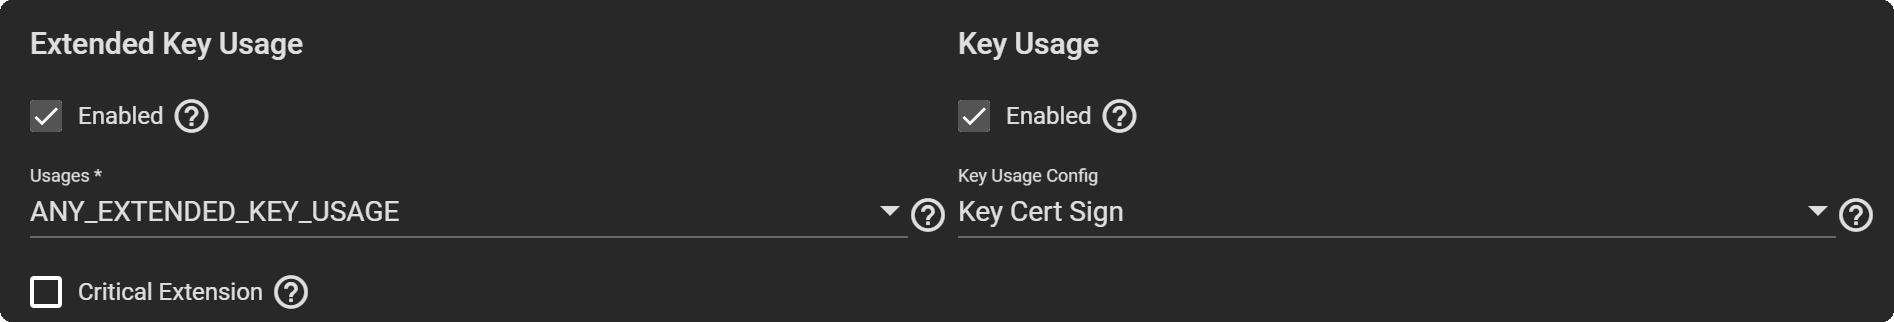 Extended Key Usage
Enabled
Usages *
ANY_EXTENDED_KEY_USAGE
Critical Extension
Key Usage
Enabled
Key Usage Config
Key Cert Sign